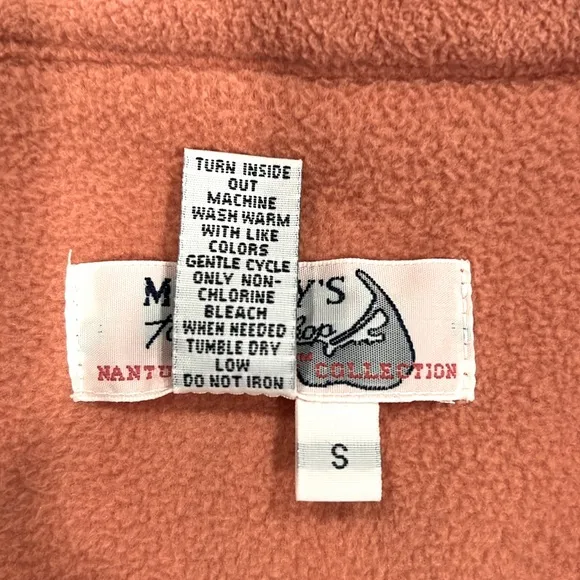 TURN INSIDE
OUT
MACHINE
WASH WARM
WITH LIKE
COLORS
GENTLE CYCLE
ONLY NON-
CHLORINE
BLEACH
WHEN NEEDED
TUMBLE DRY
LOW
DO NOT IRON
COLLECTION
S